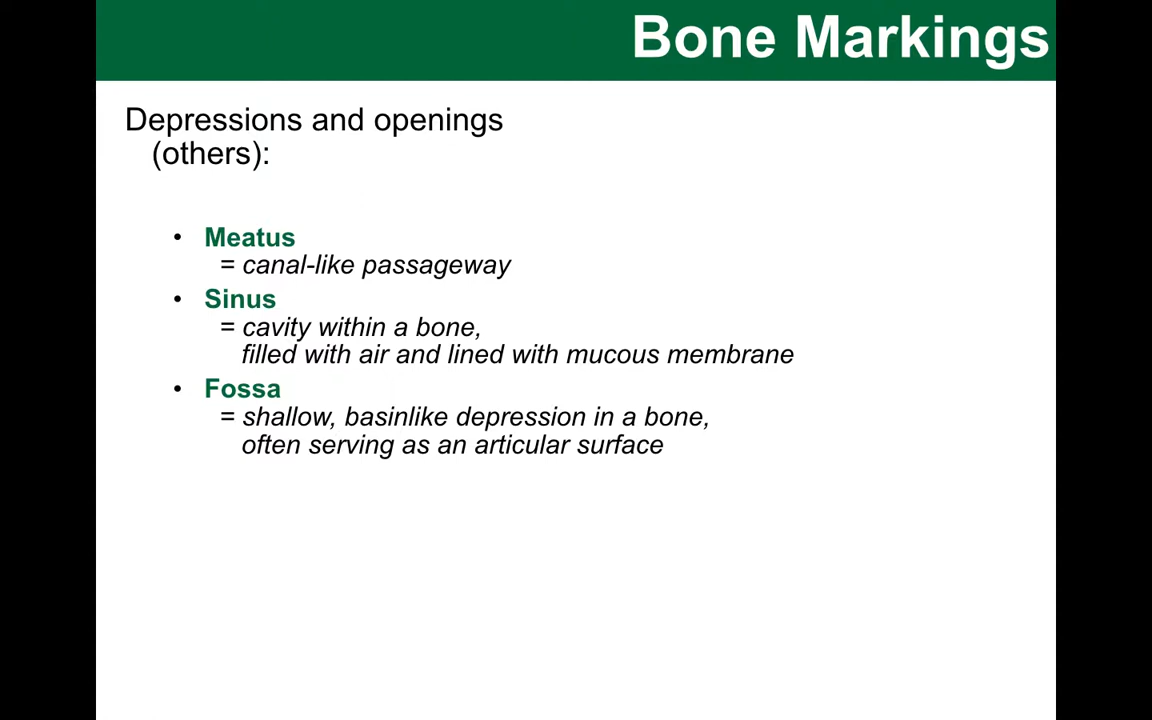 Bone Markings
Depressions and openings
(others):
• Meatus
= canal-like passageway
• Sinus
= cavity within a bone,
filled with air and lined with mucous membrane
• Fossa
= shallow, basinlike depression in a bone,
often serving as an articular surface